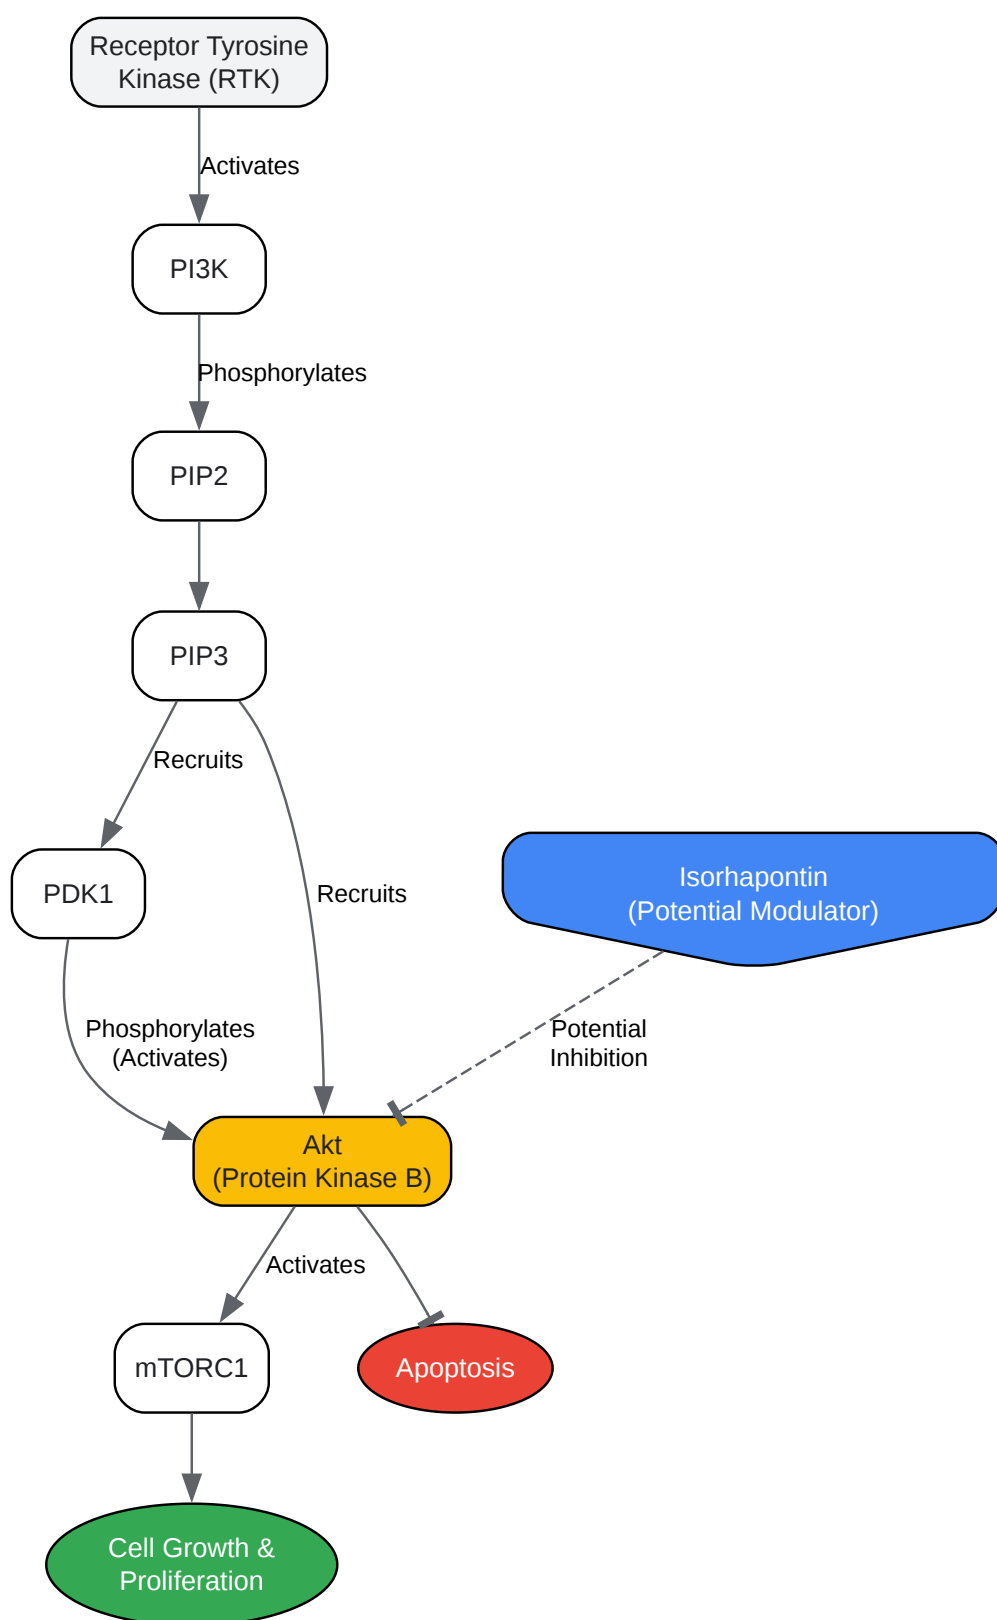 Receptor Tyrosine
Kinase (RTK)
Activates
PI3K
Phosphorylates
PIP2
PIP3
Recruits
PDK1
Recruits
Isorhapontin
(Potential Modulator)
Phosphorylates
(Activates)
Potential
Inhibition
Akt
(Protein Kinase B)
Activates
mTORC1
Apoptosis
Cell Growth &
Proliferation